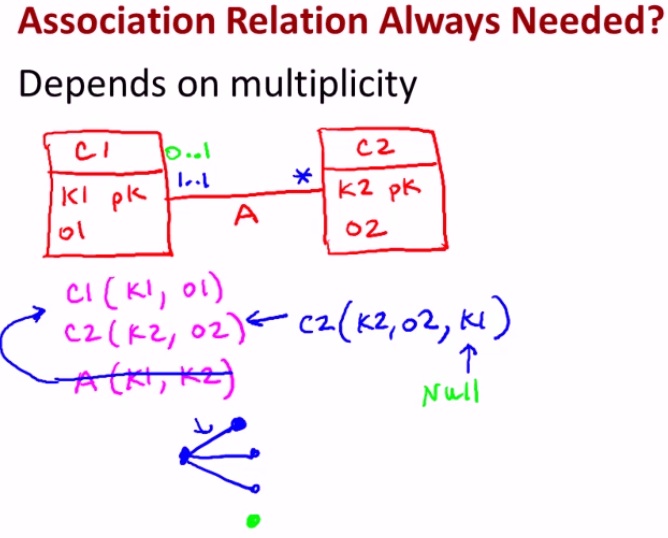 Association Relation Always Needed?
Depends on multiplicity
C1
0..1
C2
1..1
*
K1 pk
K2 pk
A
O1
O2
C1(K1, O1)
C2(K2, O2) ← C2(K2, O2, K1)
A(K1, K2)
Null